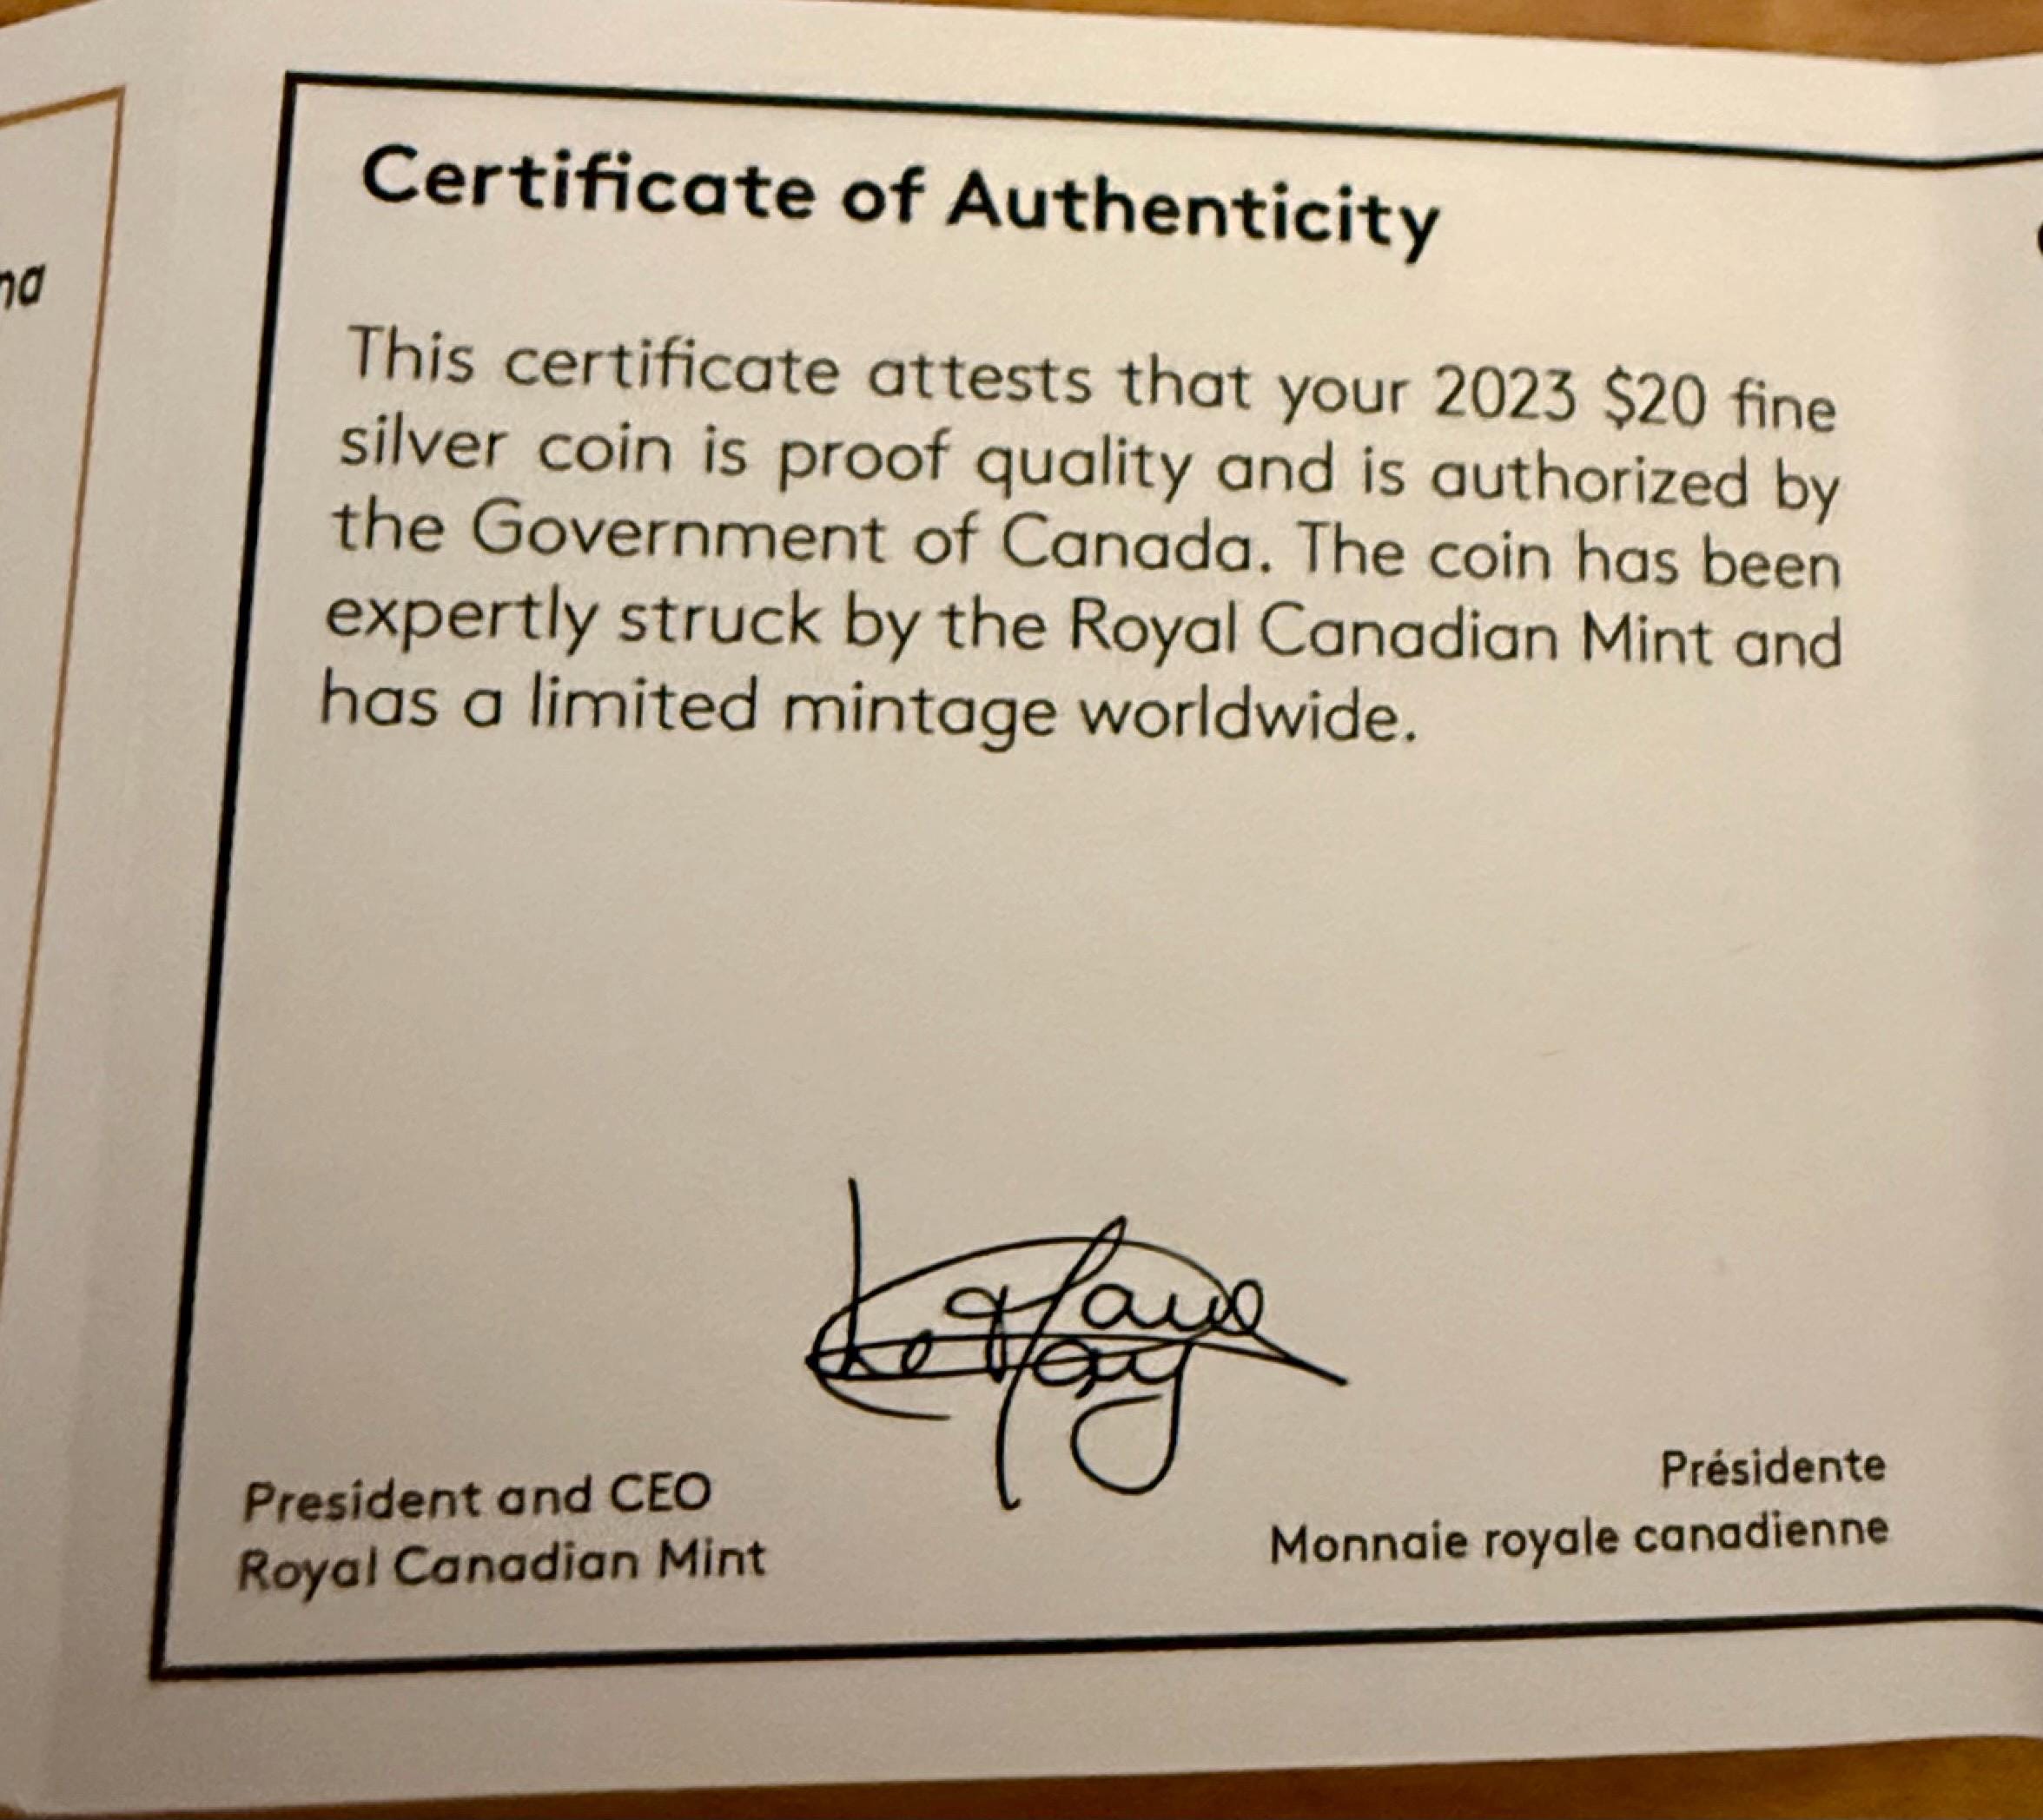 Certificate of Authenticity
This certificate attests that your 2023 $20 fine
silver coin is proof quality and is authorized by
the Government of Canada. The coin has been
expertly struck by the Royal Canadian Mint and
has a limited mintage worldwide.
President and CEO
Royal Canadian Mint
Présidente
Monnaie royale canadienne